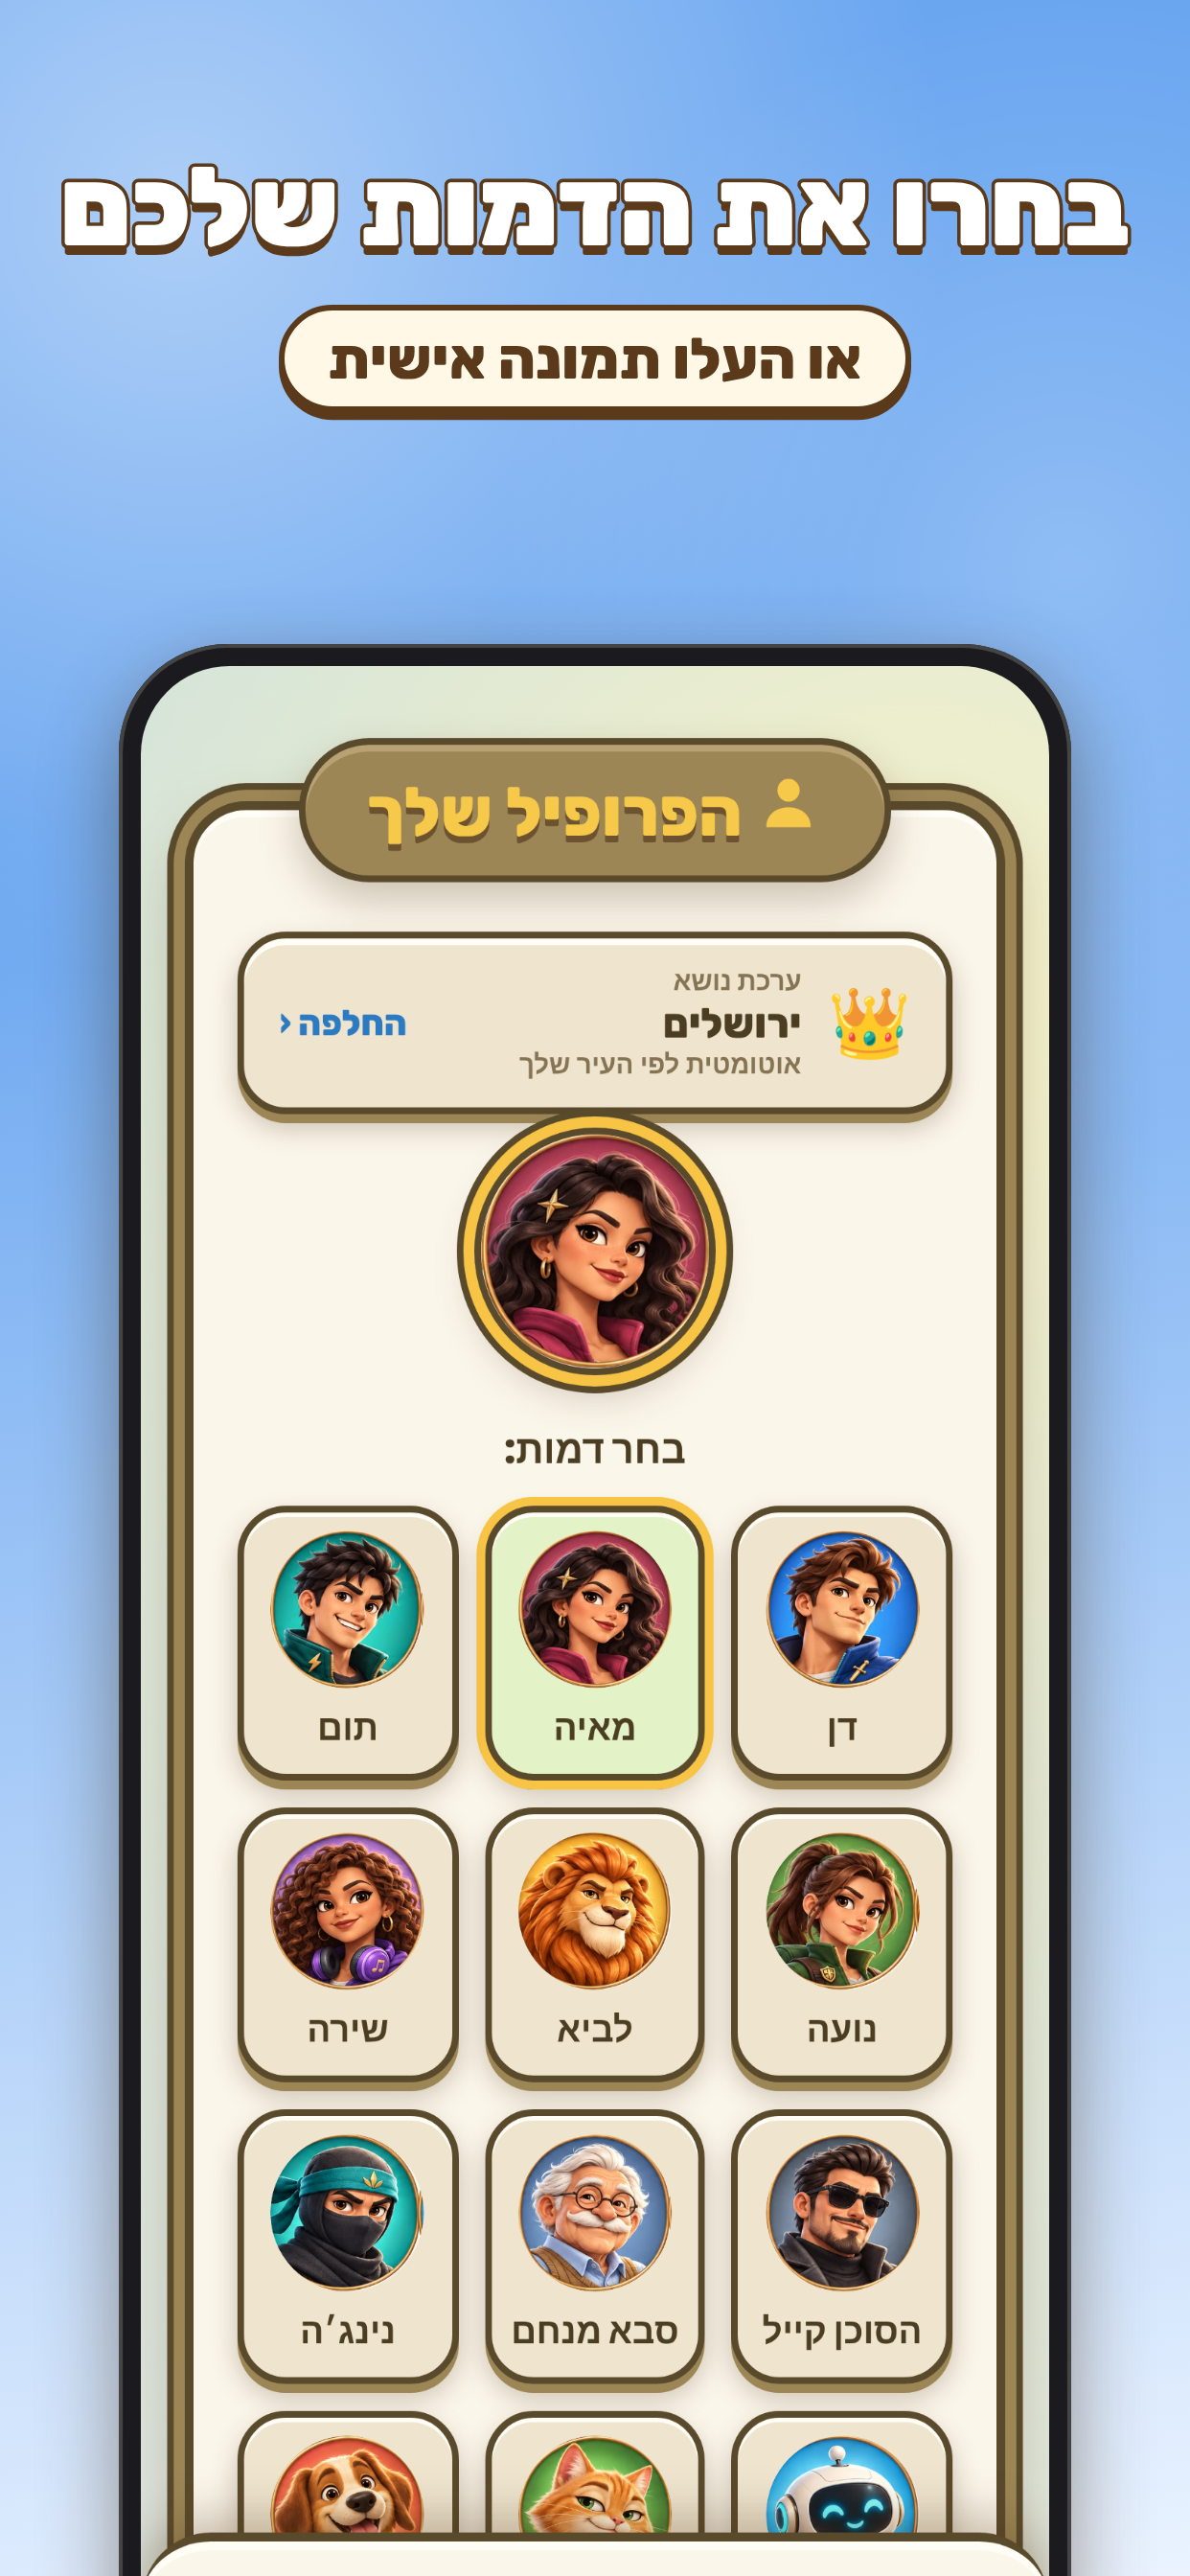 בחרו את הדמות שלכם
או העלו תמונה אישית
הפרופיל שלך
ערכת נושא
ירושלים
אוטומטית לפי העיר שלך
החלפה ›
בחר דמות:
דן
מאיה
תום
נועה
לביא
שירה
הסוכן קייל
סבא מנחם
נינג׳ה